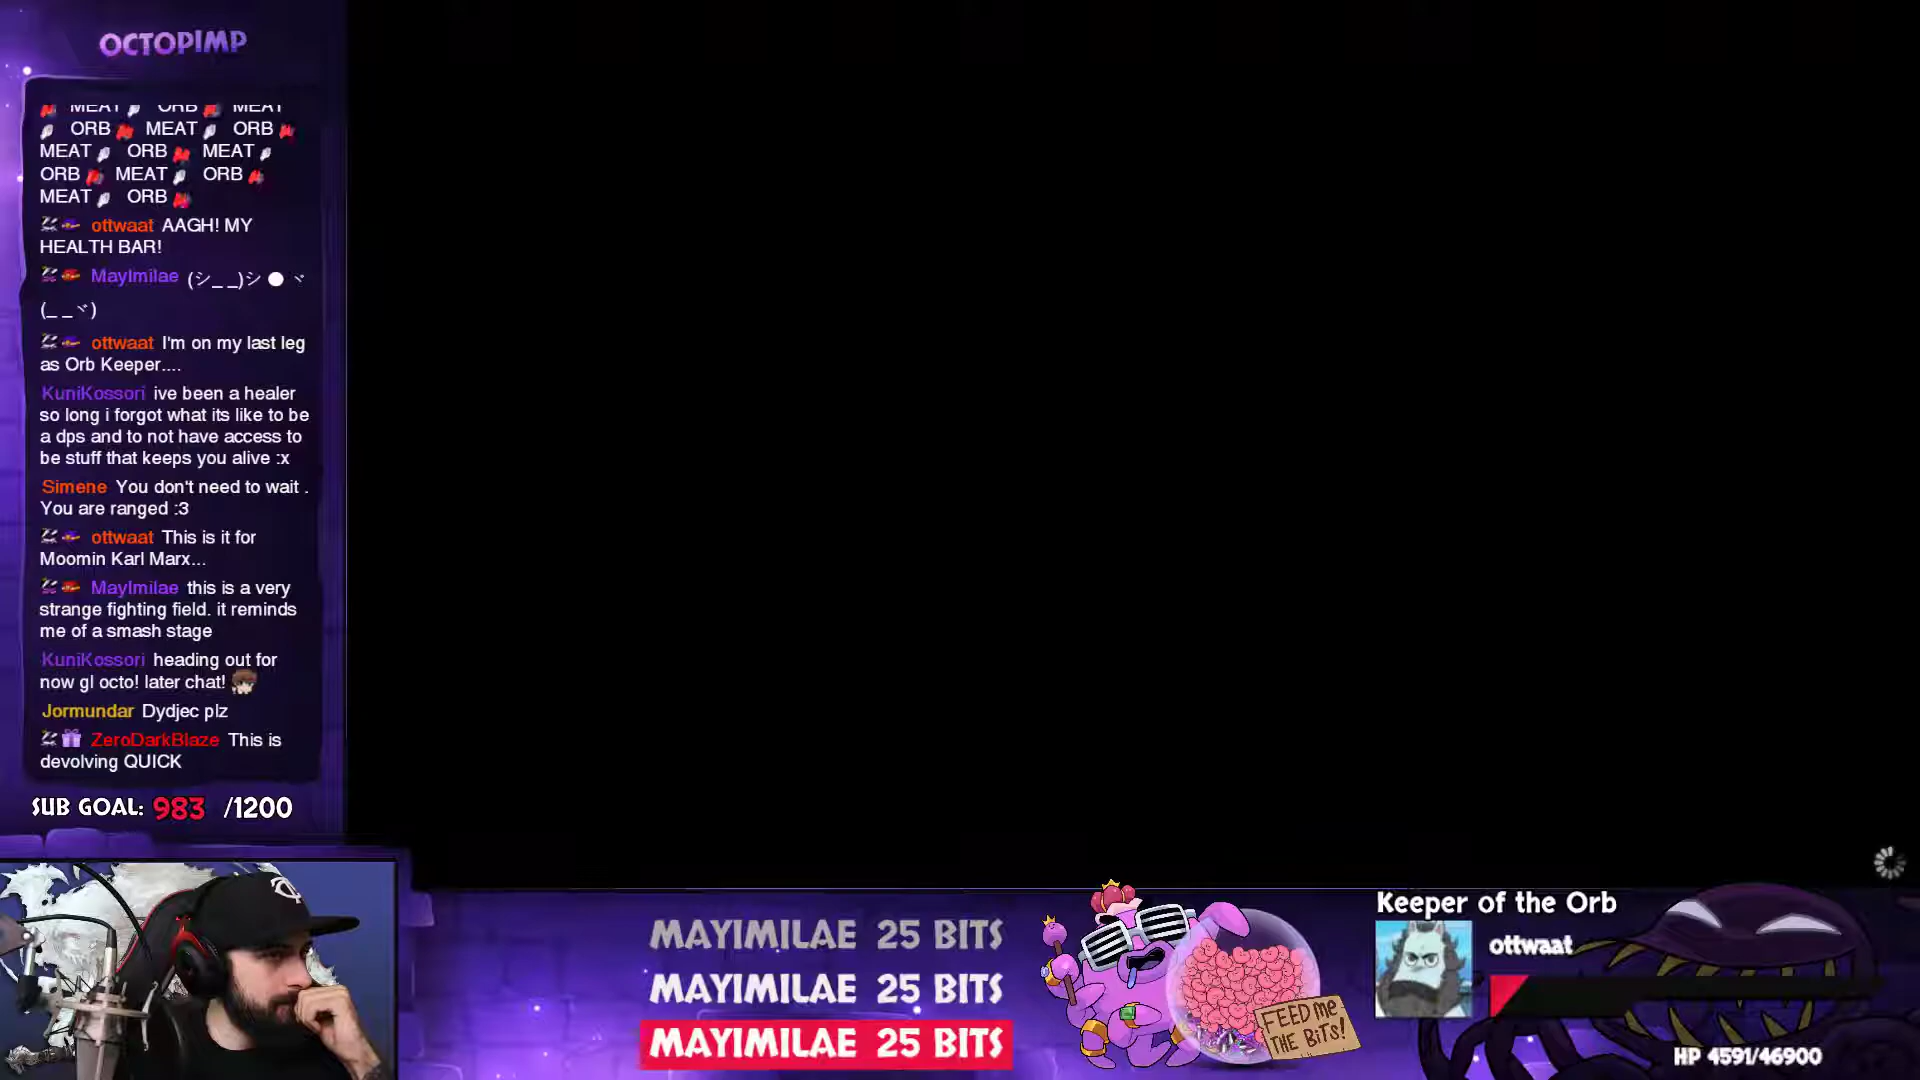 OCTOPIMP
MEAT ORB MEAT
ORB MEAT ORB
MEAT ORB MEAT
ORB MEAT ORB
MEAT ORB
ottwaat AAGH! MY
HEALTH BAR!
MayImilae (シ_ _)シ ● ヾ
(_ _ヾ)
ottwaat I'm on my last leg
as Orb Keeper....
KuniKossori ive been a healer
so long i forgot what its like to be
a dps and to not have access to
be stuff that keeps you alive :x
Simene You don't need to wait .
You are ranged :3
ottwaat This is it for
Moomin Karl Marx...
MayImilae this is a very
strange fighting field. it reminds
me of a smash stage
KuniKossori heading out for
now gl octo! later chat!
Jormundar Dydjec plz
ZeroDarkBlaze This is
devolving QUICK
SUB GOAL: 983 /1200
MAYIMILAE 25 BITS
MAYIMILAE 25 BITS
MAYIMILAE 25 BITS
FEED ME
THE BITS!
Keeper of the Orb
ottwaat
HP 4591/46900